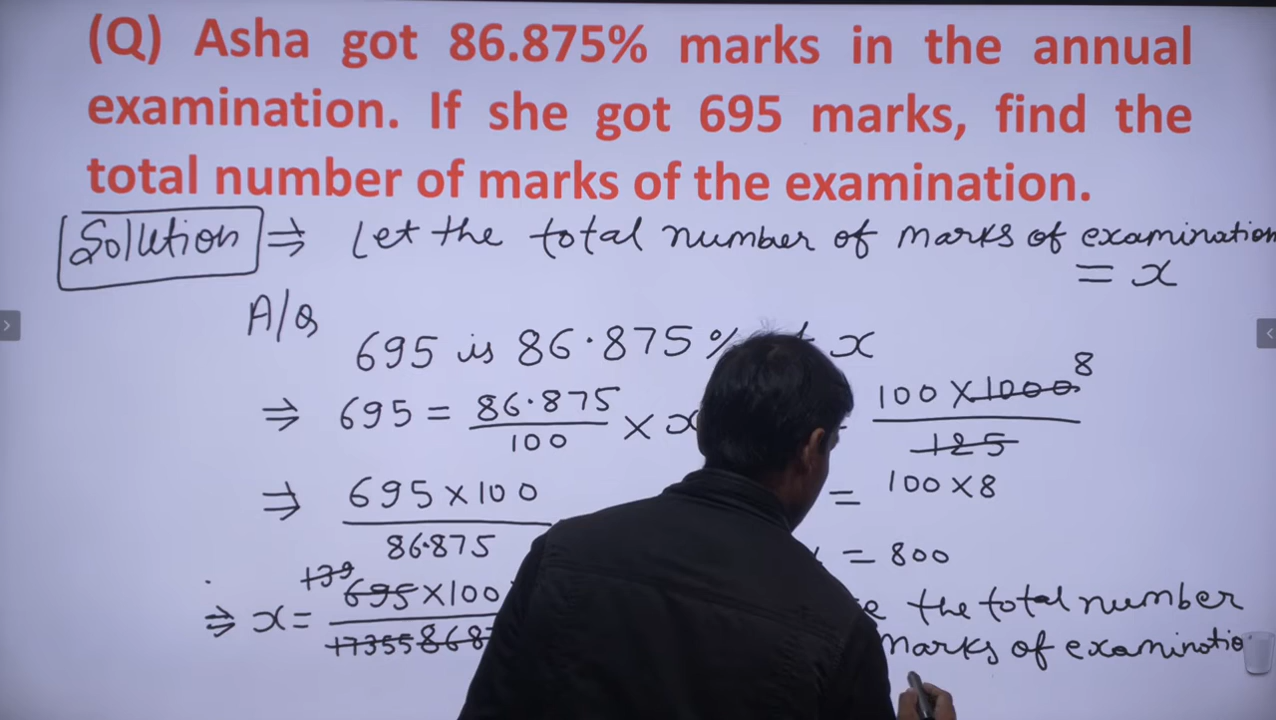 (Q) Asha got 86.875% marks in the annual
examination. If she got 695 marks, find the
total number of marks of the examination.
Solution ⇒ Let the total number of marks of examination
= x
A/Q
695 is 86.875% x
⇒ 695 = 86.875/100 × x
⇒ 695×100/86.875
139
⇒ x = 695×100
17355 868
100×1000 8
125
= 100×8
= 800
the total number
marks of examinatio